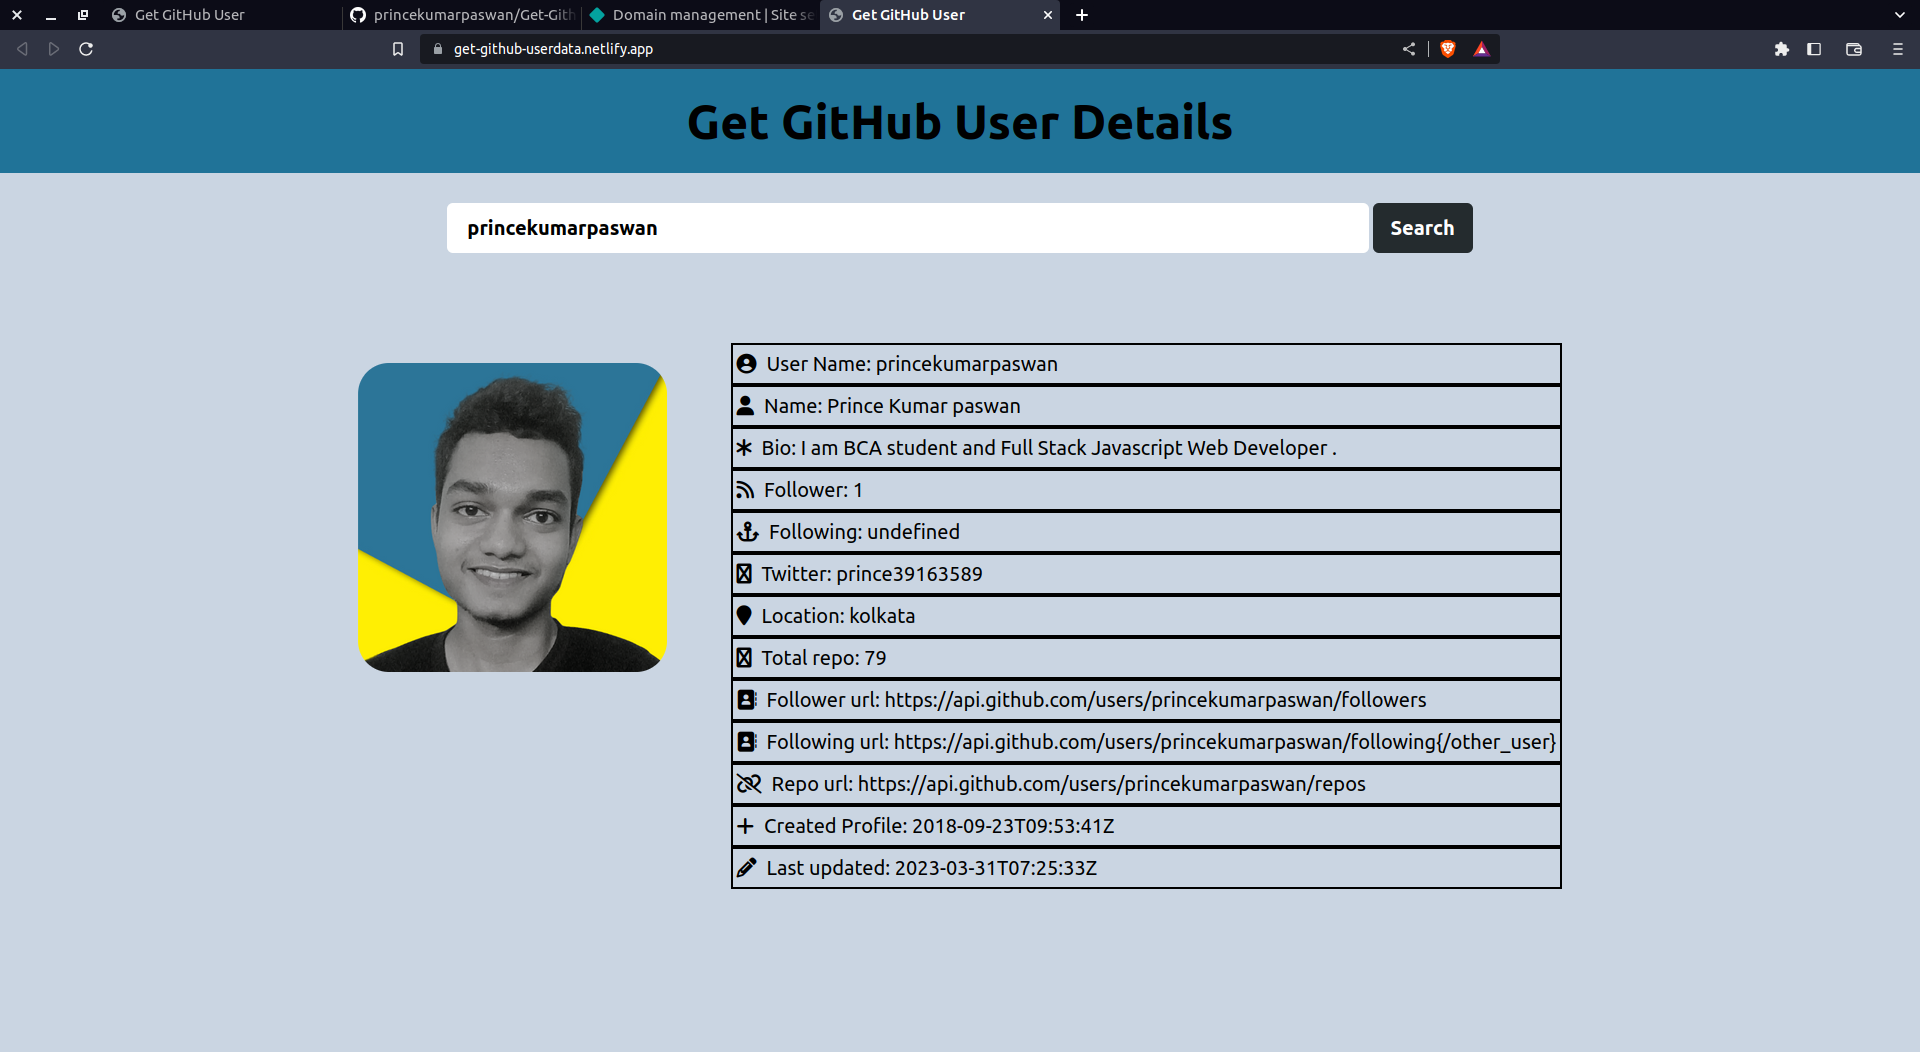 Get GitHub User
princekumarpaswan/Get-Gith
Domain management | Site se
Get GitHub User
get-github-userdata.netlify.app
Get GitHub User Details
princekumarpaswan
Search
User Name: princekumarpaswan
Name: Prince Kumar paswan
Bio: I am BCA student and Full Stack Javascript Web Developer .
Follower: 1
Following: undefined
Twitter: prince39163589
Location: kolkata
Total repo: 79
Follower url: https://api.github.com/users/princekumarpaswan/followers
Following url: https://api.github.com/users/princekumarpaswan/following{/other_user}
Repo url: https://api.github.com/users/princekumarpaswan/repos
Created Profile: 2018-09-23T09:53:41Z
Last updated: 2023-03-31T07:25:33Z